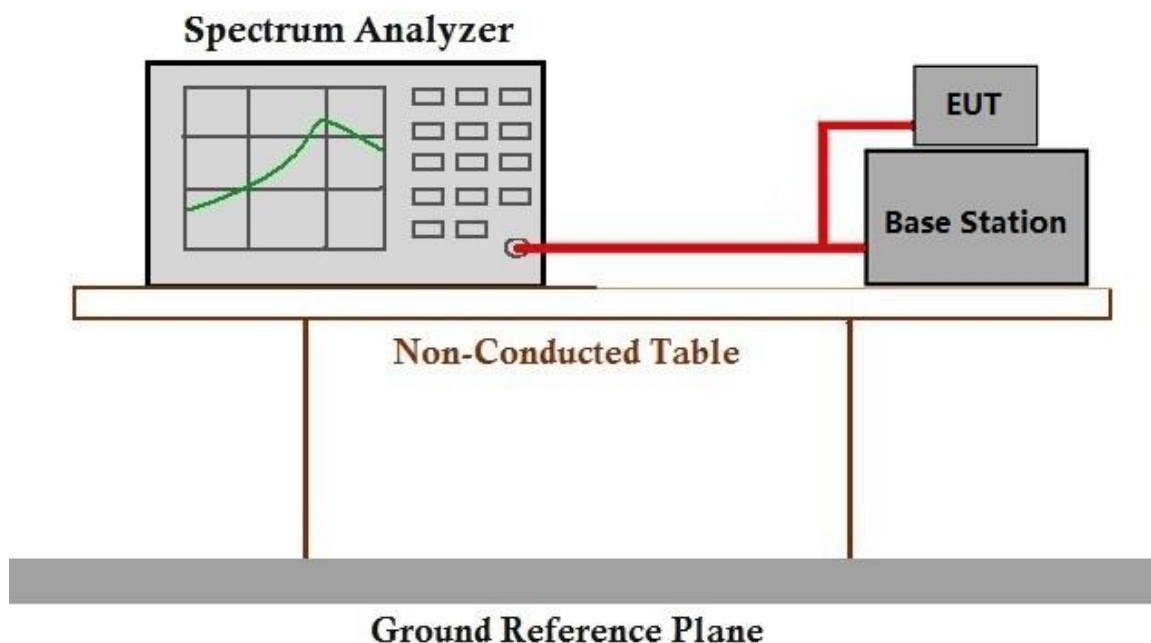 Spectrum Analyzer
EUT
Base Station
Non-Conducted Table
Ground Reference Plane